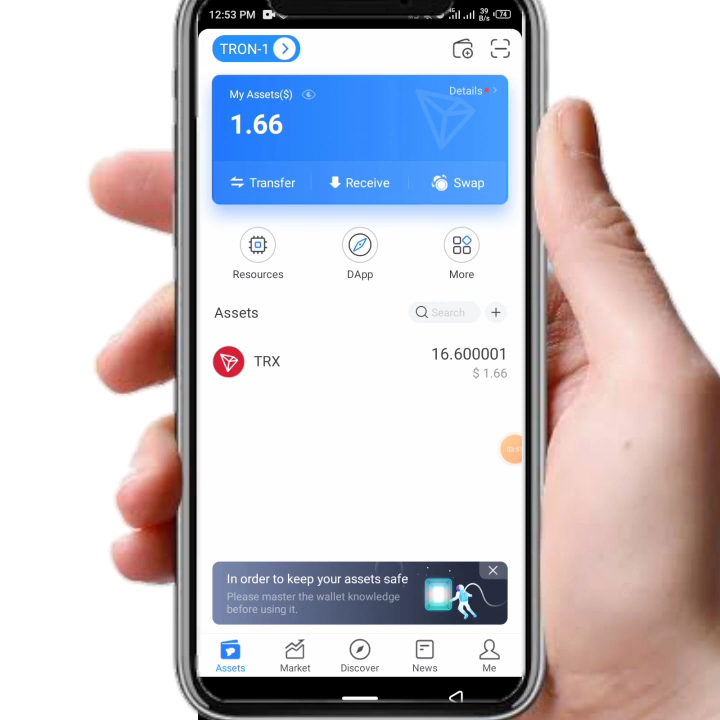 12:53 PM
39
B/s
74
TRON-1
My Assets($)
Details
1.66
Transfer
Receive
Swap
Resources
DApp
More
Assets
Search
TRX
16.600001
$ 1.66
In order to keep your assets safe
Please master the wallet knowledge
before using it.
Assets
Market
Discover
News
Me